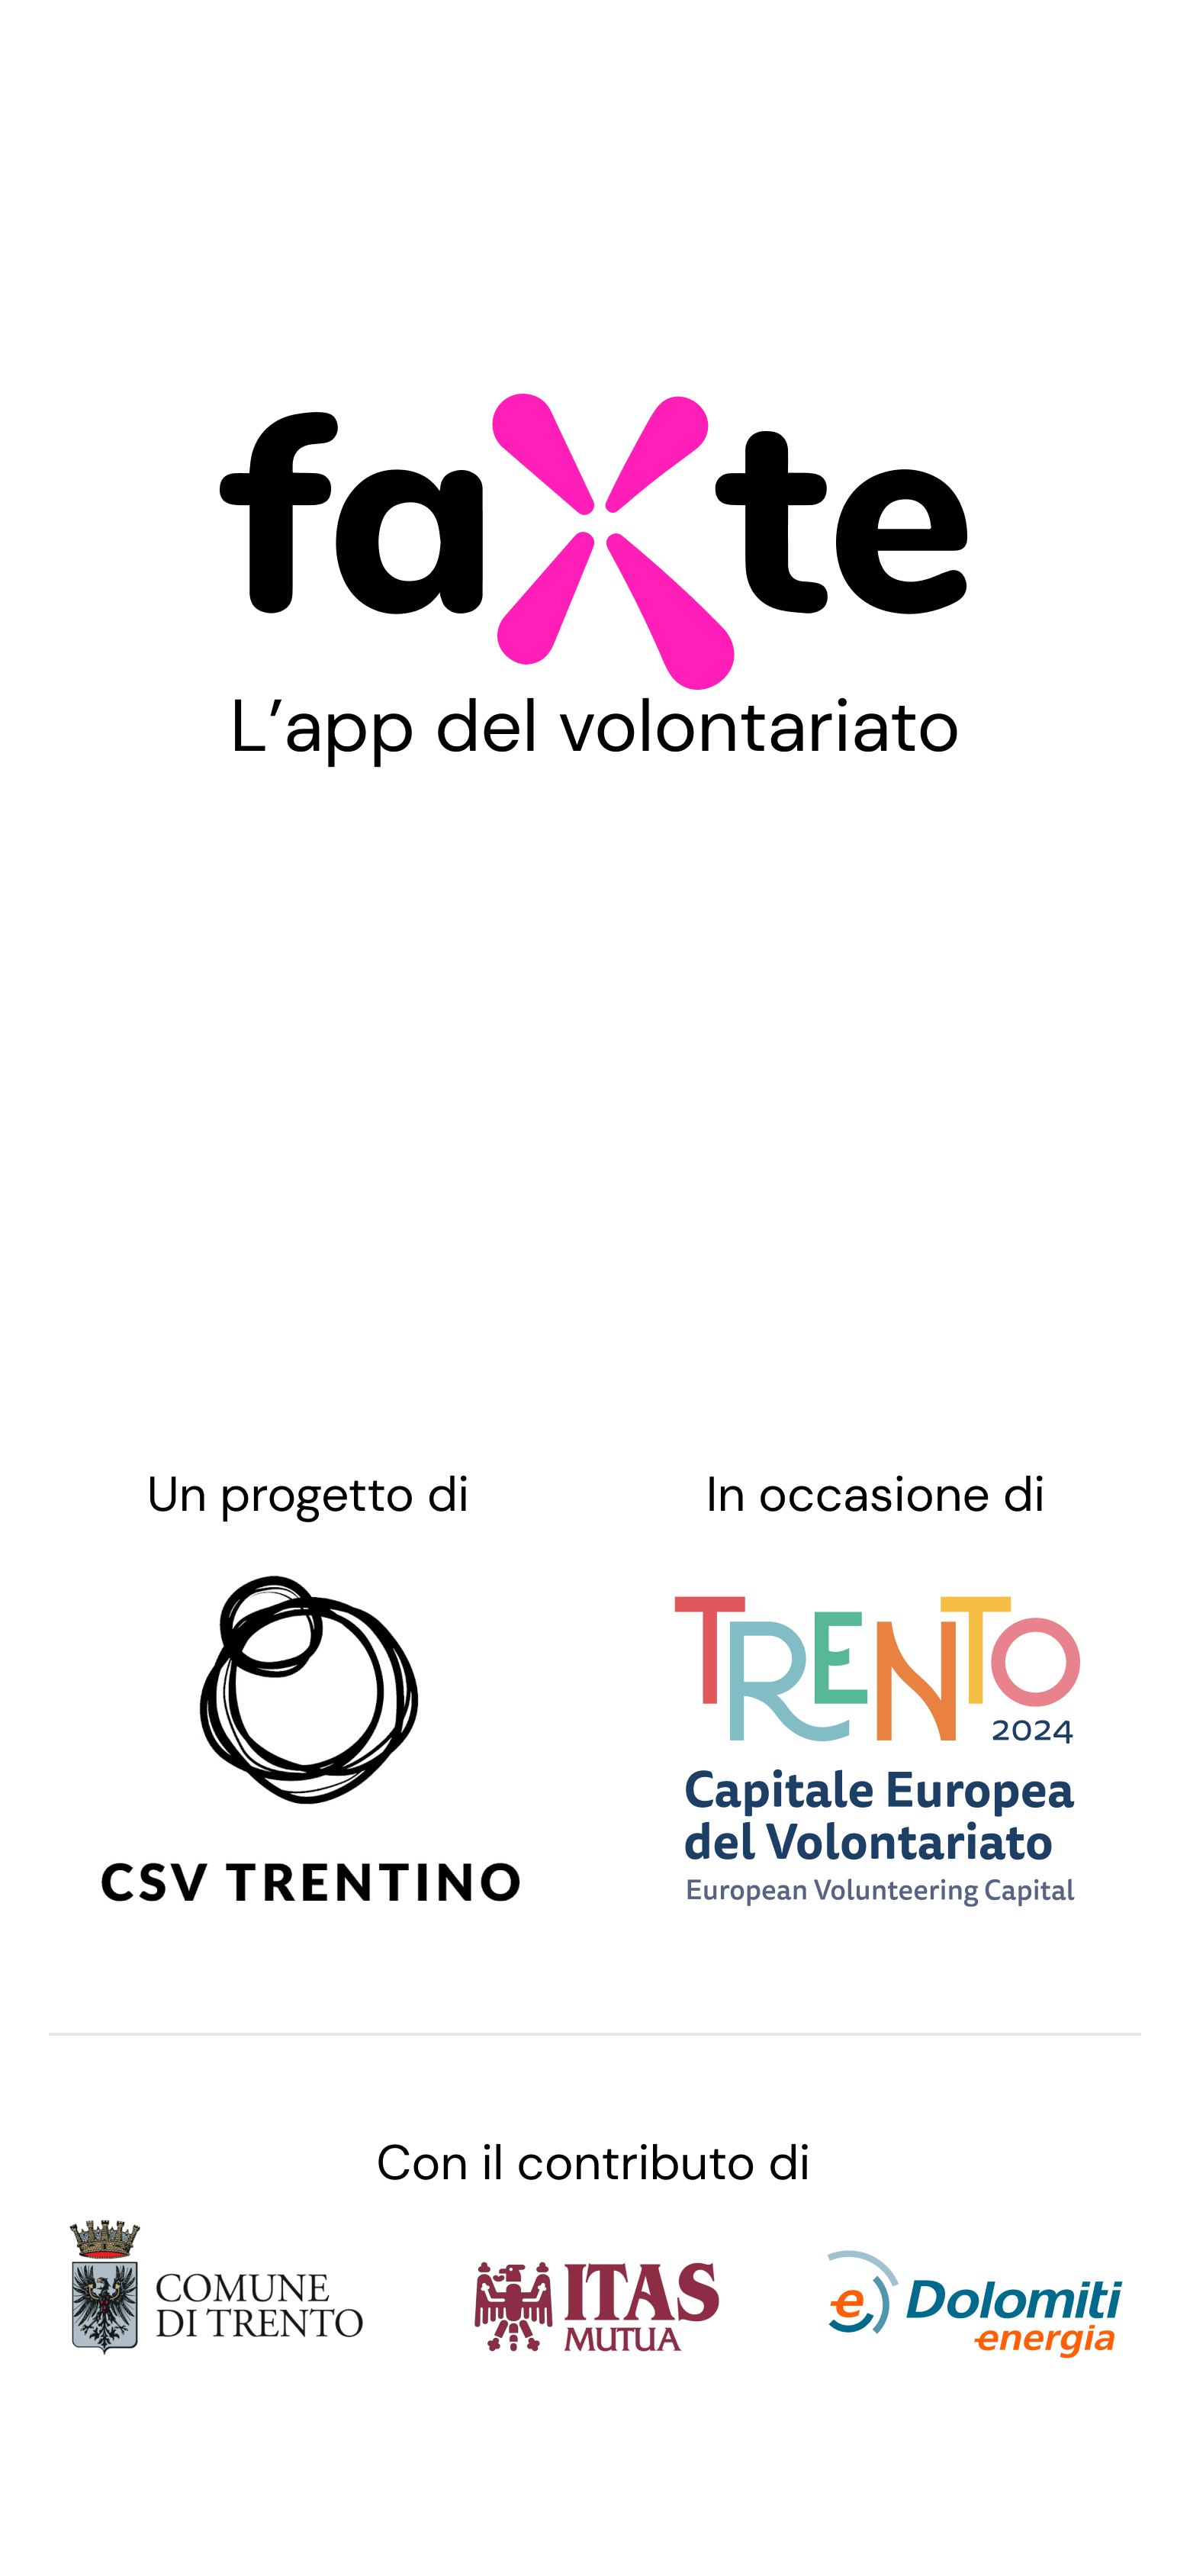 faXte
L’app del volontariato
Un progetto di
CSV TRENTINO
In occasione di
TRENTO
2024
Capitale Europea
del Volontariato
European Volunteering Capital
Con il contributo di
COMUNE
DI TRENTO
ITAS
MUTUA
e Dolomiti
energia